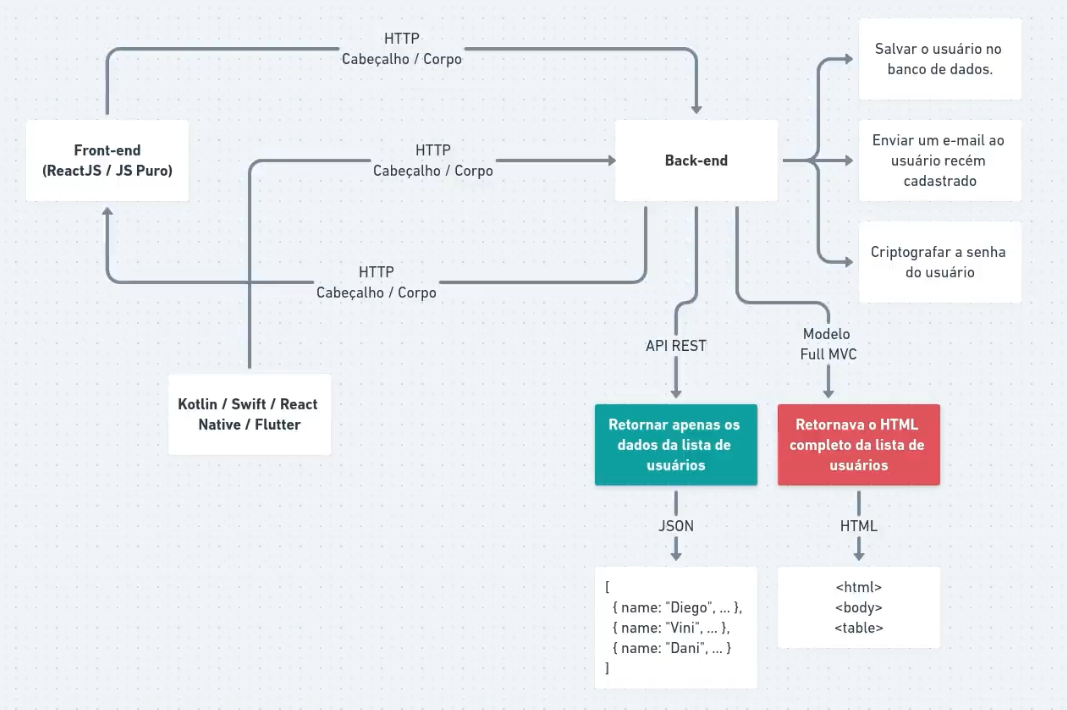 HTTP
Cabeçalho / Corpo
Salvar o usuário no
banco de dados.
Front-end
(ReactJS / JS Puro)
HTTP
Cabeçalho / Corpo
Back-end
Enviar um e-mail ao
usuário recém
cadastrado
HTTP
Cabeçalho / Corpo
Criptografar a senha
do usuário
API REST
Modelo
Full MVC
Kotlin / Swift / React
Native / Flutter
Retornar apenas os
dados da lista de
usuários
Retornava o HTML
completo da lista de
usuários
JSON
HTML
[
{ name: "Diego", ... },
{ name: "Vini", ... },
{ name: "Dani", ... }
]
<html>
<body>
<table>